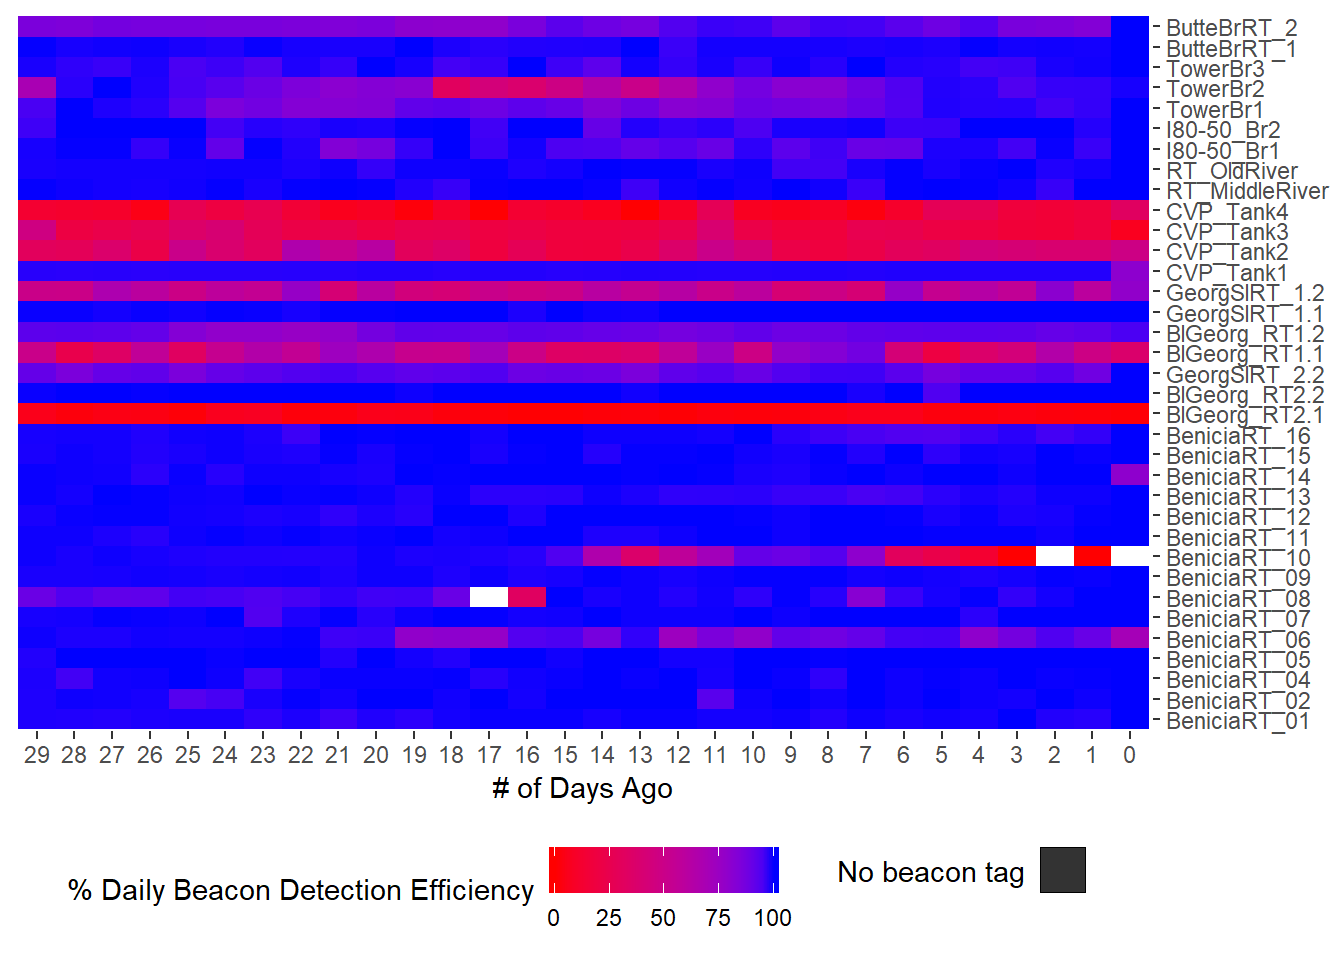 ButteBrRT_2
ButteBrRT_1
TowerBr3
TowerBr2
TowerBr1
I80-50_Br2
I80-50_Br1
RT_OldRiver
RT_MiddleRiver
CVP_Tank4
CVP_Tank3
CVP_Tank2
CVP_Tank1
GeorgSlRT_1.2
GeorgSlRT_1.1
BlGeorg_RT1.2
BlGeorg_RT1.1
GeorgSlRT_2.2
BlGeorg_RT2.2
BlGeorg_RT2.1
BeniciaRT_16
BeniciaRT_15
BeniciaRT_14
BeniciaRT_13
BeniciaRT_12
BeniciaRT_11
BeniciaRT_10
BeniciaRT_09
BeniciaRT_08
BeniciaRT_07
BeniciaRT_06
BeniciaRT_05
BeniciaRT_04
BeniciaRT_02
BeniciaRT_01
29 28 27 26 25 24 23 22 21 20 19 18 17 16 15 14 13 12 11 10 9 8 7 6 5 4 3 2 1 0
# of Days Ago
% Daily Beacon Detection Efficiency
0 25 50 75 100
No beacon tag